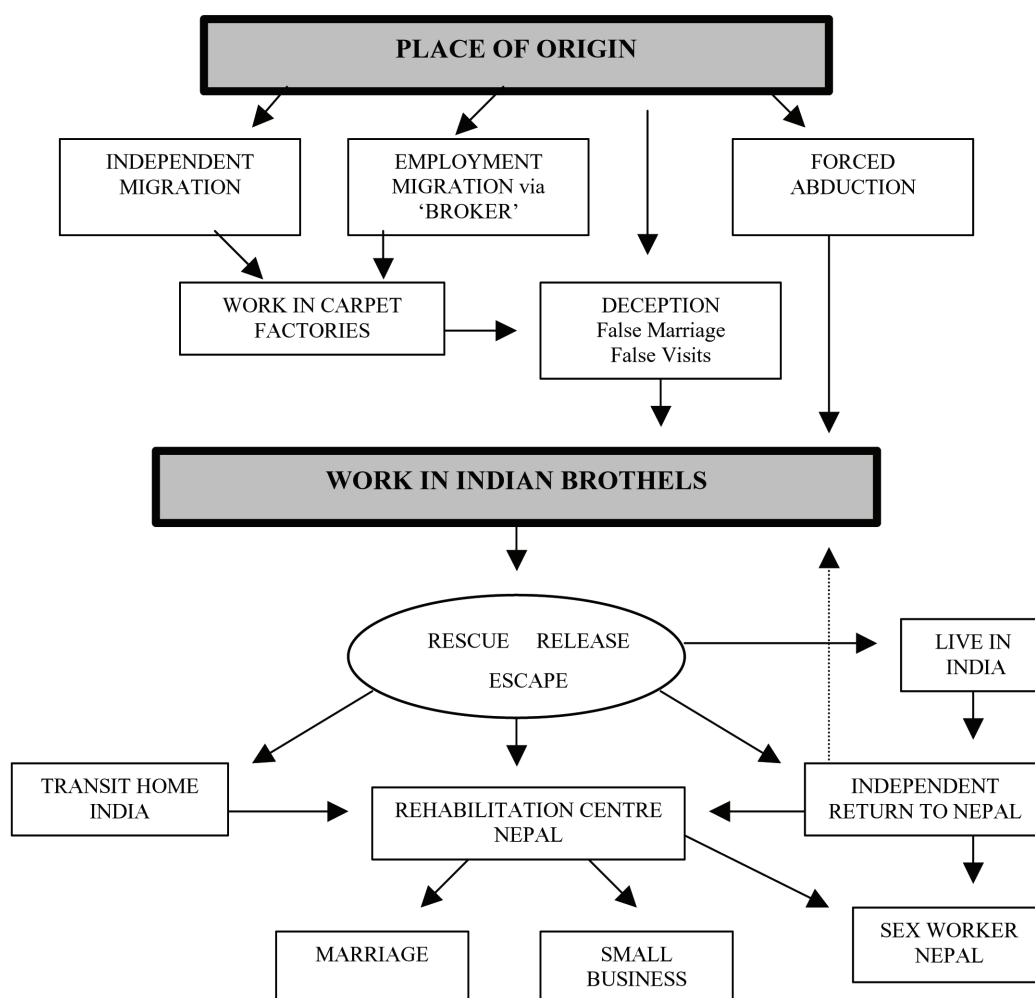 PLACE OF ORIGIN
INDEPENDENT
MIGRATION
EMPLOYMENT
MIGRATION via
‘BROKER’
FORCED
ABDUCTION
WORK IN CARPET
FACTORIES
DECEPTION
False Marriage
False Visits
WORK IN INDIAN BROTHELS
RESCUE RELEASE
ESCAPE
LIVE IN
INDIA
TRANSIT HOME
INDIA
REHABILITATION CENTRE
NEPAL
INDEPENDENT
RETURN TO NEPAL
MARRIAGE
SMALL
BUSINESS
SEX WORKER
NEPAL